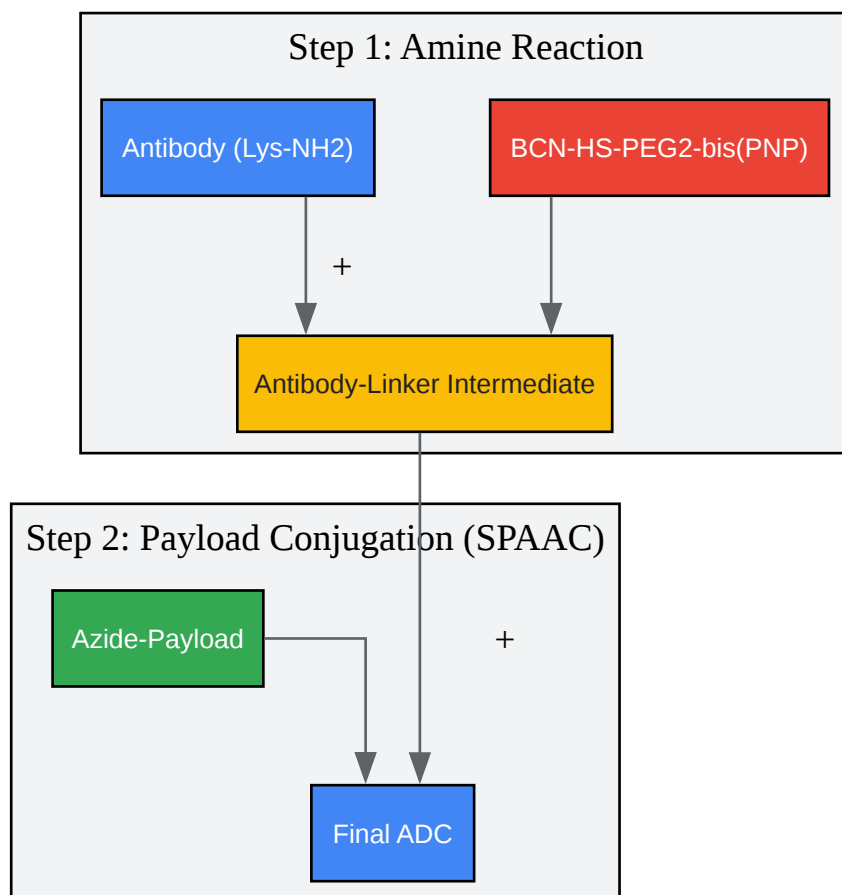 Step 1: Amine Reaction
Antibody (Lys-NH2)
BCN-HS-PEG2-bis(PNP)
+
Antibody-Linker Intermediate
Step 2: Payload Conjugation (SPAAC)
Azide-Payload
+
Final ADC